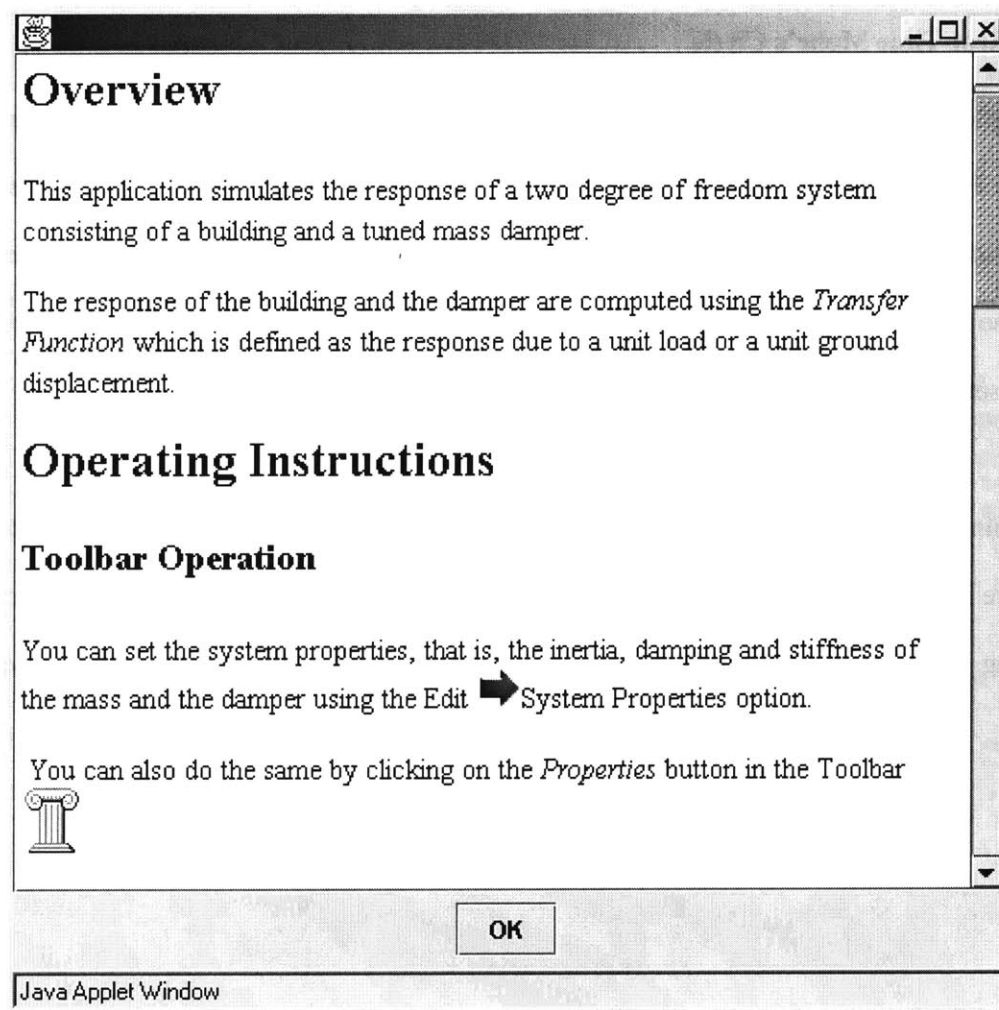 Overview
This application simulates the response of a two degree of freedom system
consisting of a building and a tuned mass damper.
The response of the building and the damper are computed using the Transfer
Function which is defined as the response due to a unit load or a unit ground
displacement.
Operating Instructions
Toolbar Operation
You can set the system properties, that is, the inertia, damping and stiffness of
the mass and the damper using the Edit System Properties option.
You can also do the same by clicking on the Properties button in the Toolbar
OK
Java Applet Window